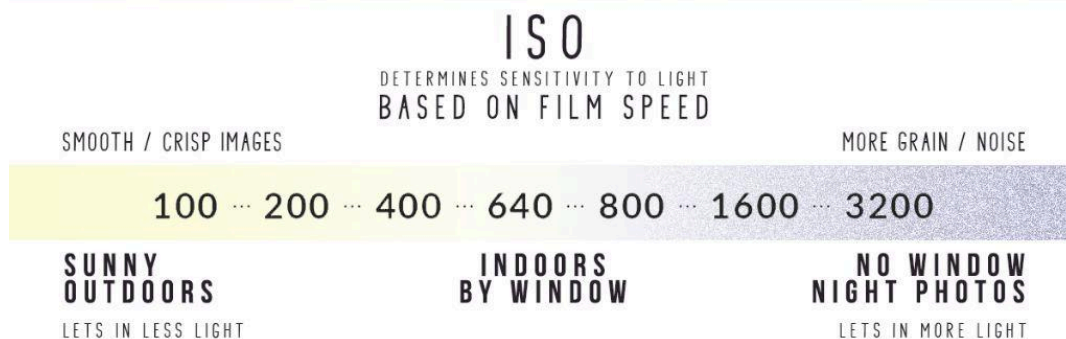 ISO
DETERMINES SENSITIVITY TO LIGHT
BASED ON FILM SPEED
SMOOTH / CRISP IMAGES
MORE GRAIN / NOISE
100 ... 200 ... 400 ... 640 ... 800 ... 1600 ... 3200
SUNNY
OUTDOORS
LETS IN LESS LIGHT
INDOORS
BY WINDOW
NO WINDOW
NIGHT PHOTOS
LETS IN MORE LIGHT